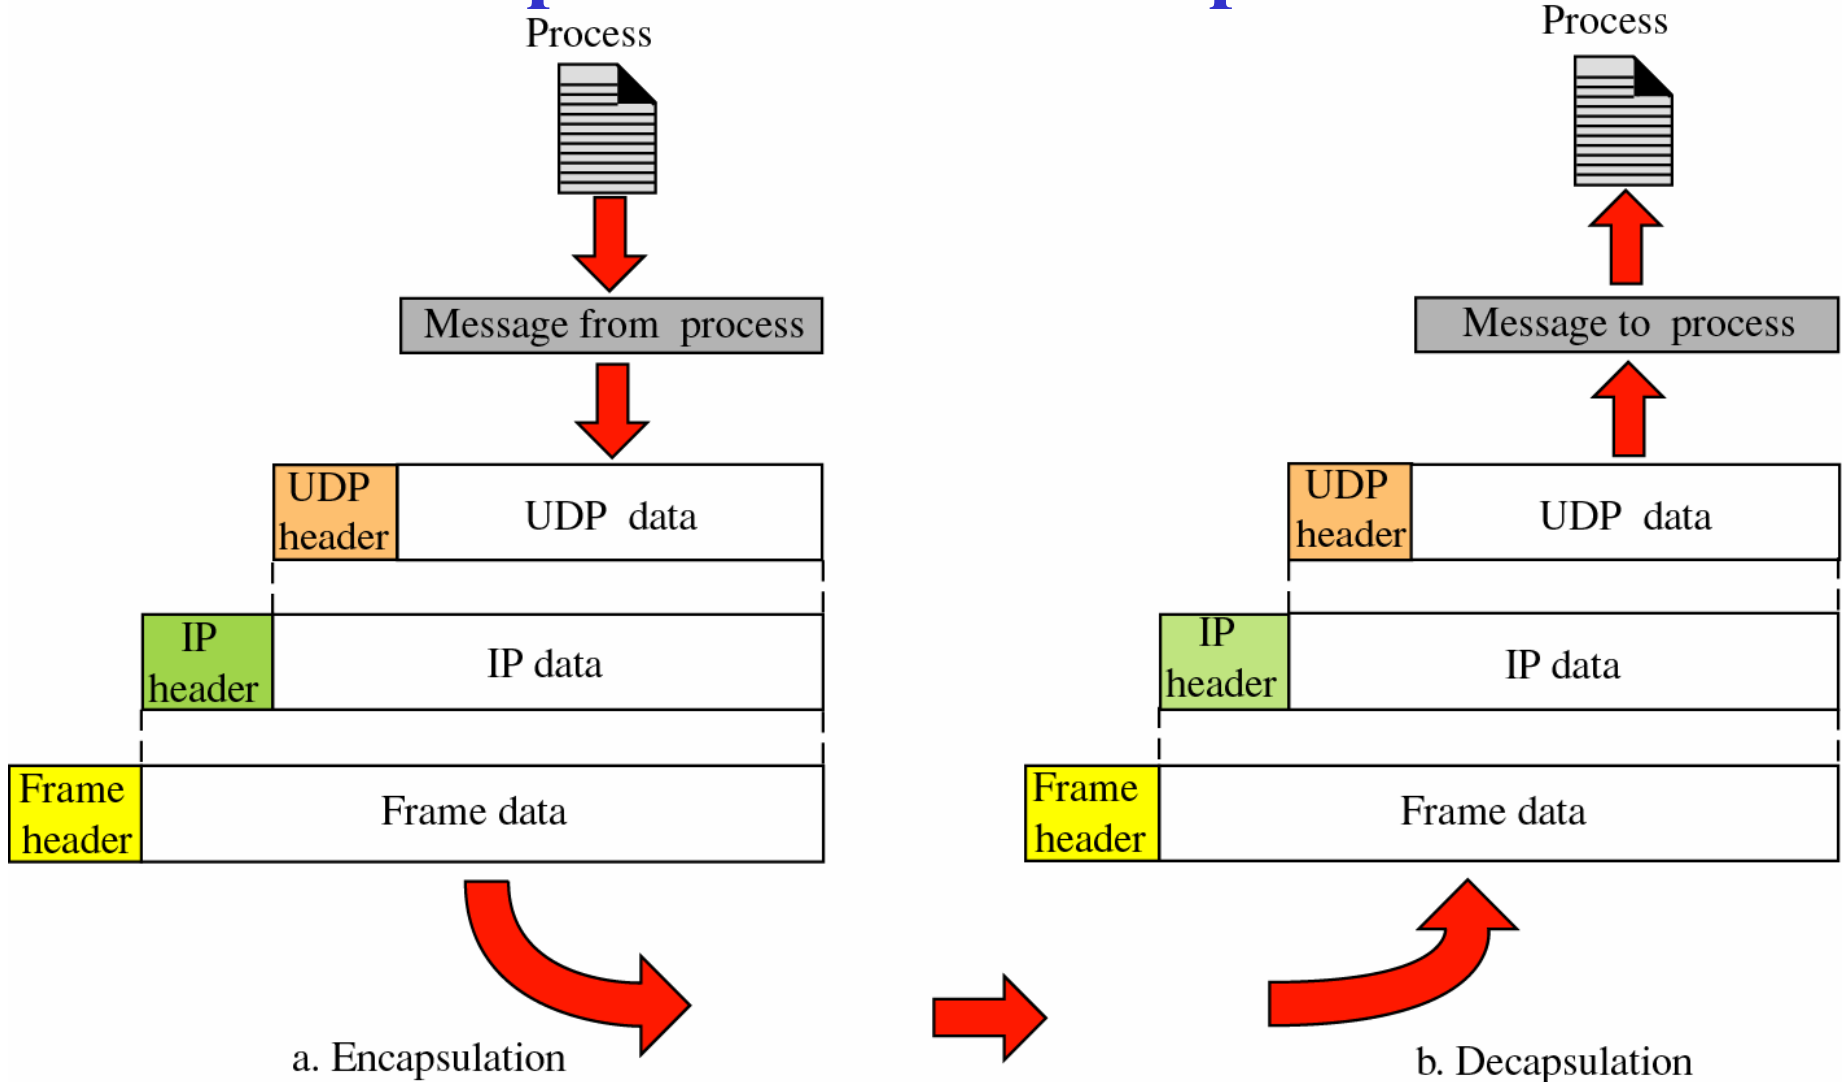 Process
Message from process
UDP
header
UDP data
IP
header
IP data
Frame
header
Frame data
a. Encapsulation
Process
Message to process
UDP
header
UDP data
IP
header
IP data
Frame
header
Frame data
b. Decapsulation